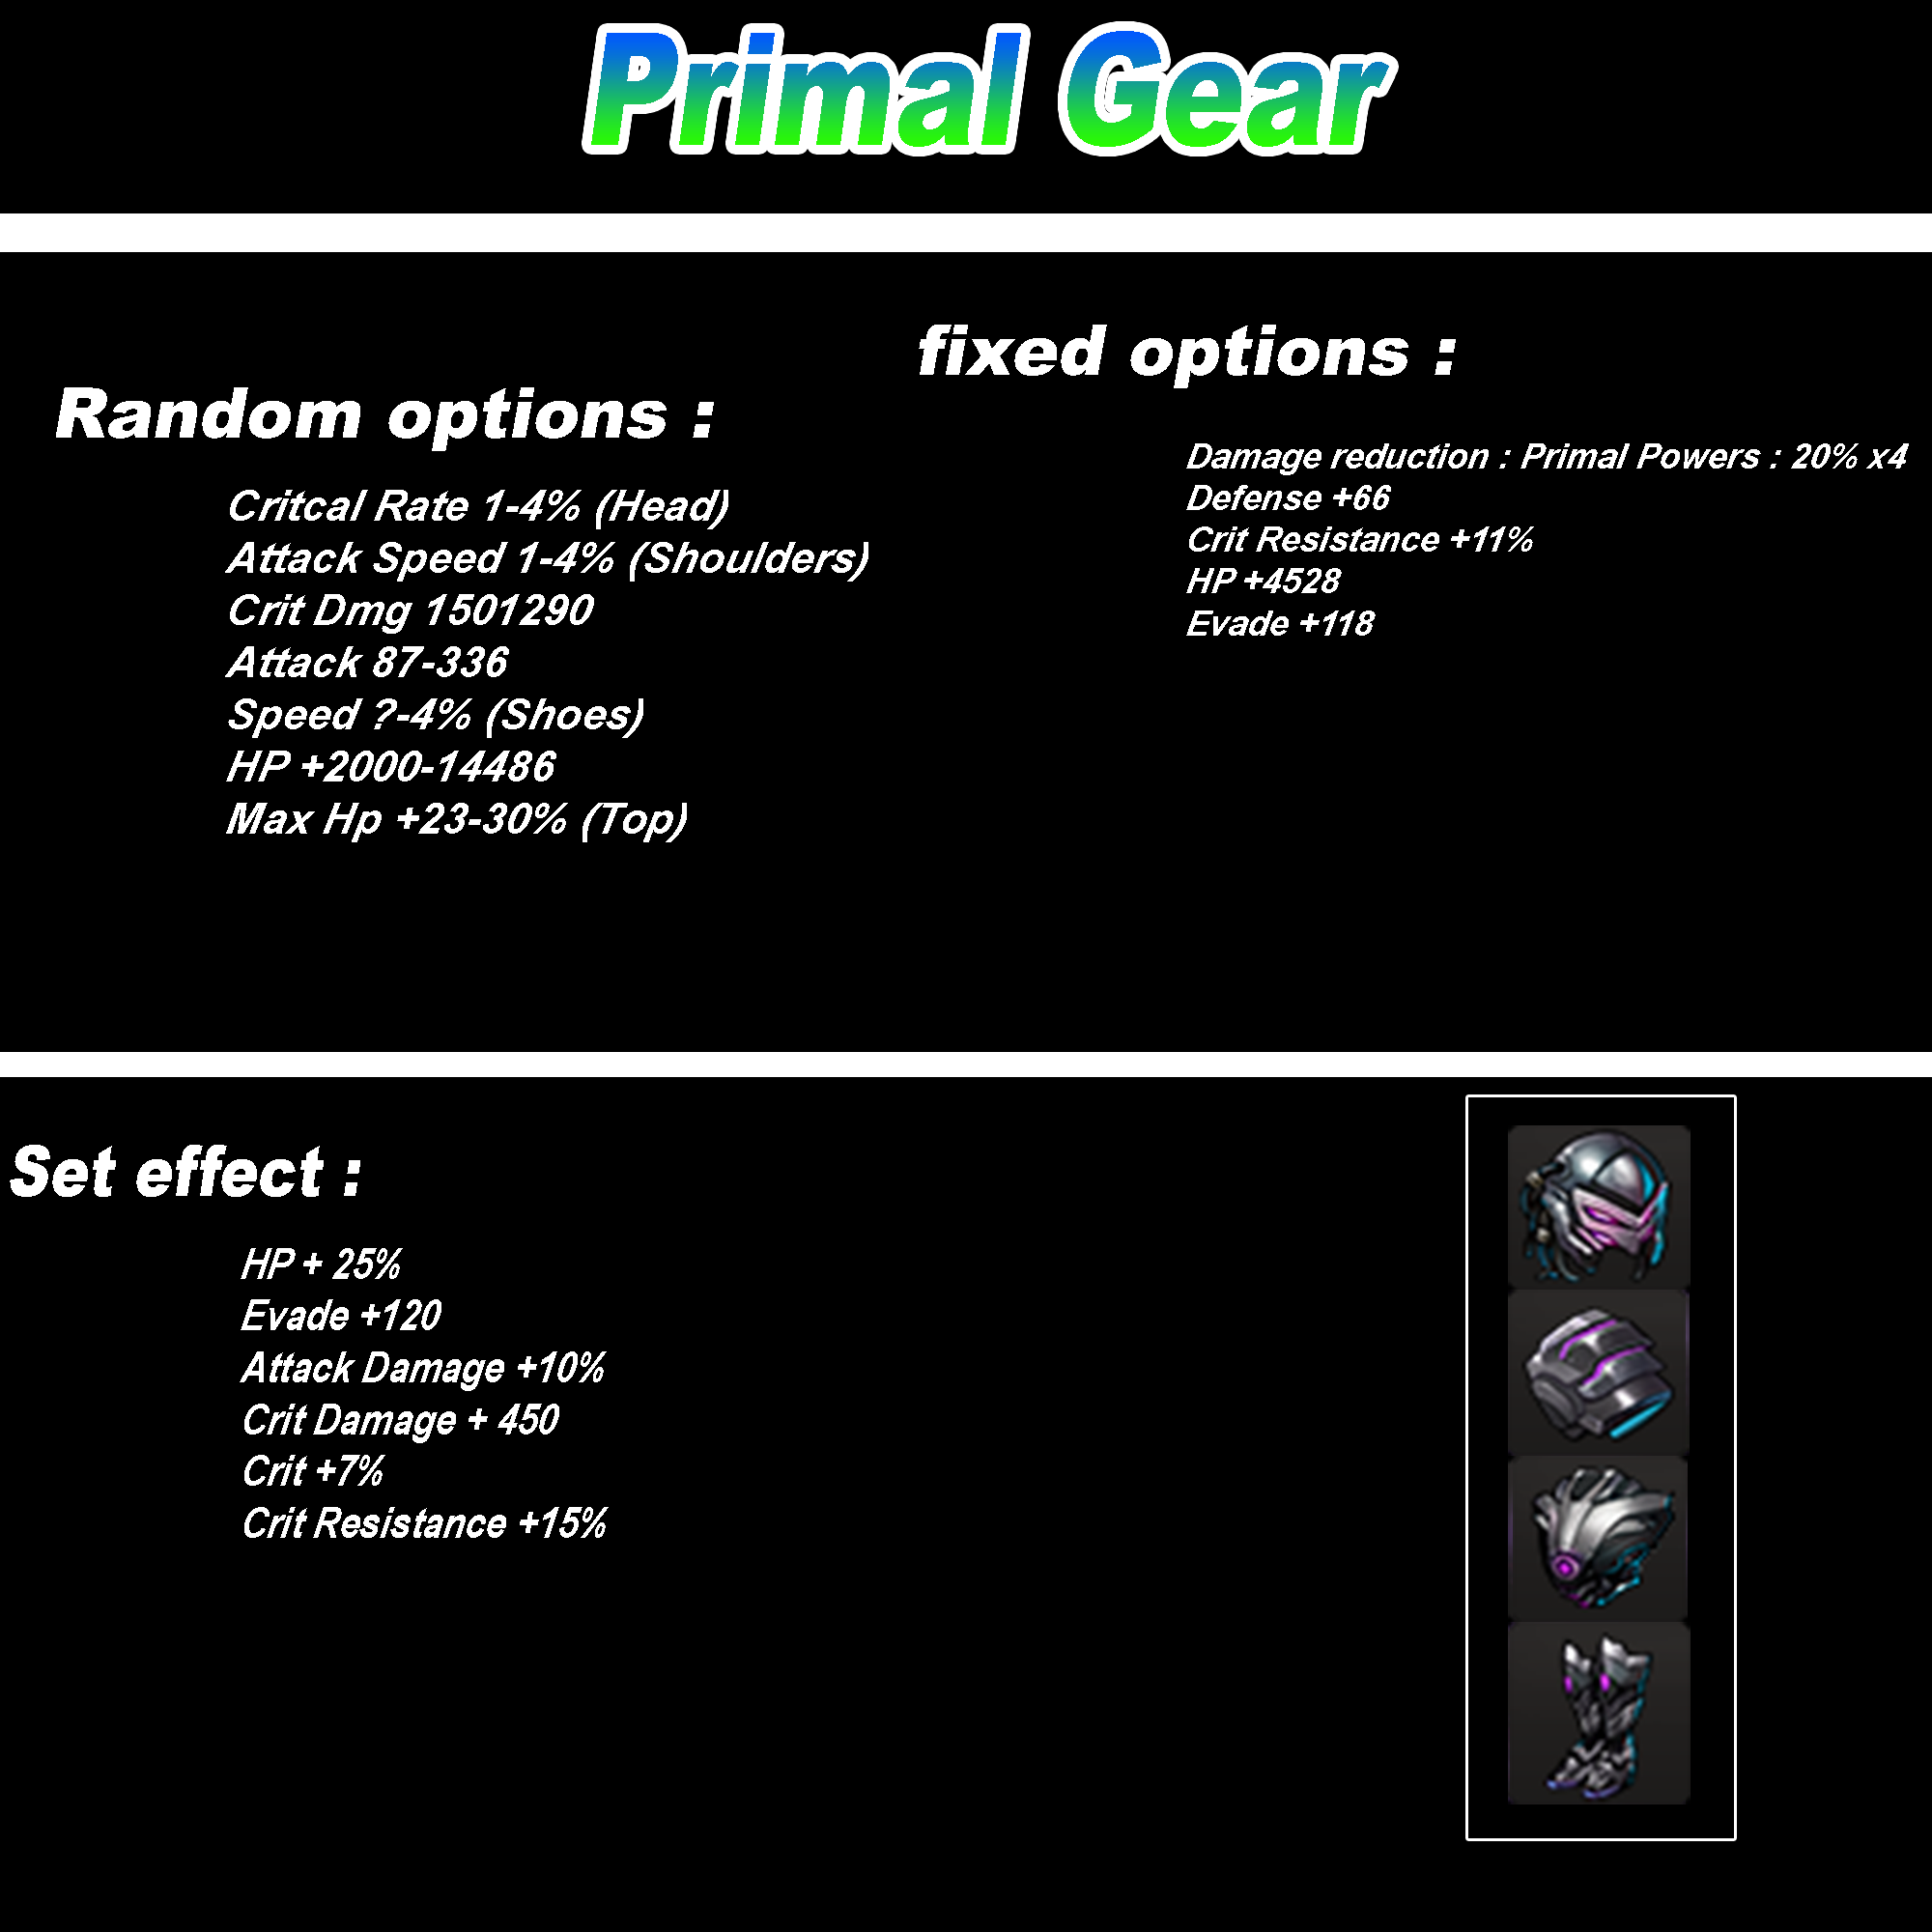 Primal Gear
Random options :
Critcal Rate 1-4% (Head)
Attack Speed 1-4% (Shoulders)
Crit Dmg 1501290
Attack 87-336
Speed ?-4% (Shoes)
HP +2000-14486
Max Hp +23-30% (Top)
fixed options :
Damage reduction : Primal Powers : 20% x4
Defense +66
Crit Resistance +11%
HP +4528
Evade +118
Set effect :
HP + 25%
Evade +120
Attack Damage +10%
Crit Damage + 450
Crit +7%
Crit Resistance +15%